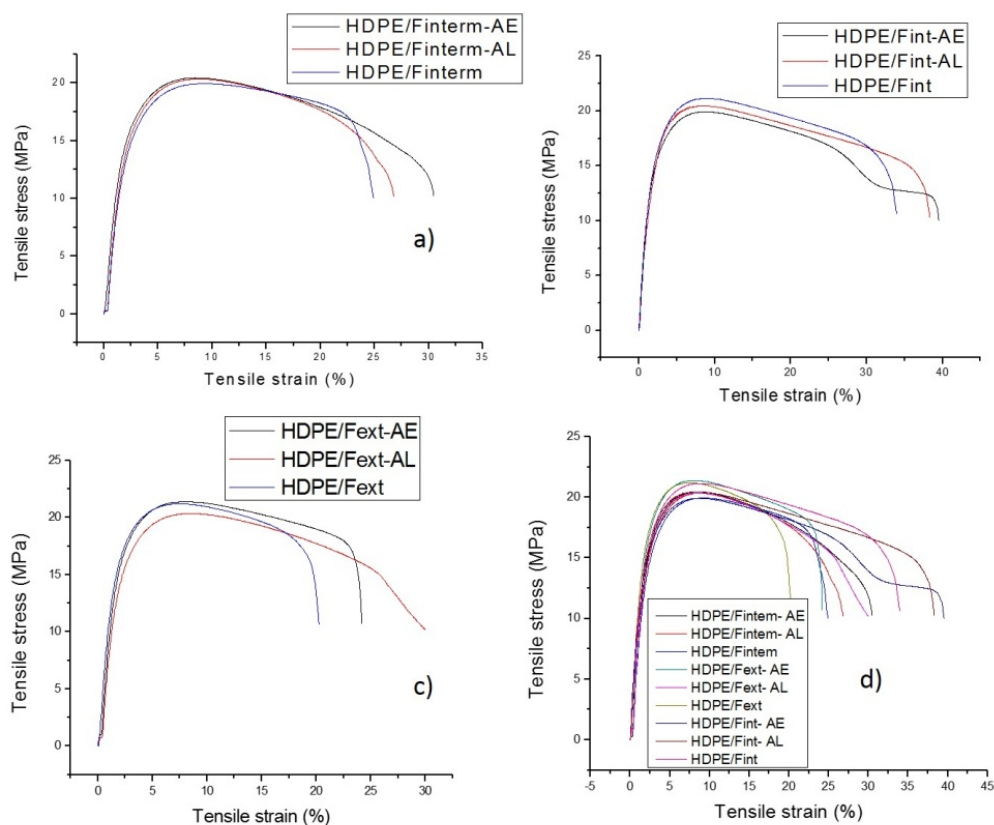 HDPE/Finterm-AE
HDPE/Finterm-AL
HDPE/Finterm
20
15
10
5
0
Tensile stress (MPa)
a)
0 5 10 15 20 25 30 35
Tensile strain (%)
HDPE/Fint-AE
HDPE/Fint-AL
HDPE/Fint
25
20
15
10
5
0
Tensile stress (MPa)
0 10 20 30 40
Tensile strain (%)
HDPE/Fext-AE
HDPE/Fext-AL
HDPE/Fext
25
20
15
10
5
0
Tensile stress (MPa)
c)
0 5 10 15 20 25 30
Tensile strain (%)
25
20
15
10
5
0
Tensile stress (MPa)
HDPE/Fintem- AE
HDPE/Fintem- AL
HDPE/Fintem
HDPE/Fext- AE
HDPE/Fext- AL
HDPE/Fext
HDPE/Fint- AE
HDPE/Fint- AL
HDPE/Fint
d)
-5 0 5 10 15 20 25 30 35 40 45
Tensile strain (%)